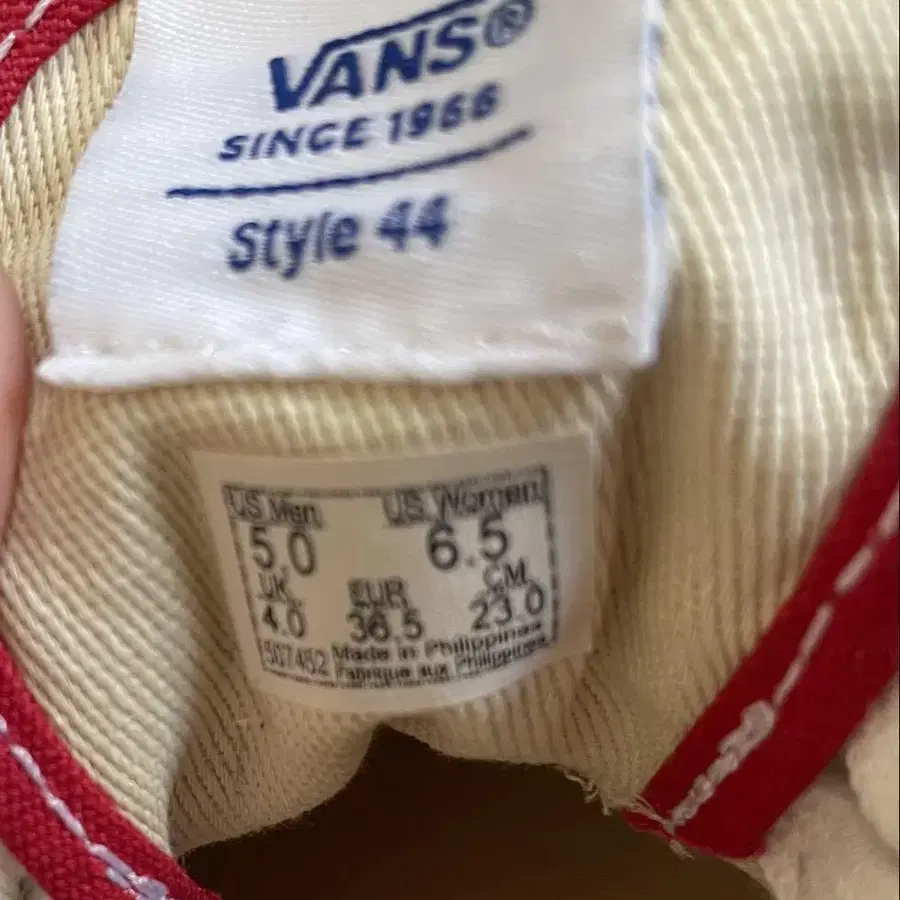 VANS®
SINCE 1966
Style 44
US Men US Women
5.0 6.5
UK EUR CM
4.0 36.5 23.0
507452 Made in Philippines
Fabrique aux Philippines